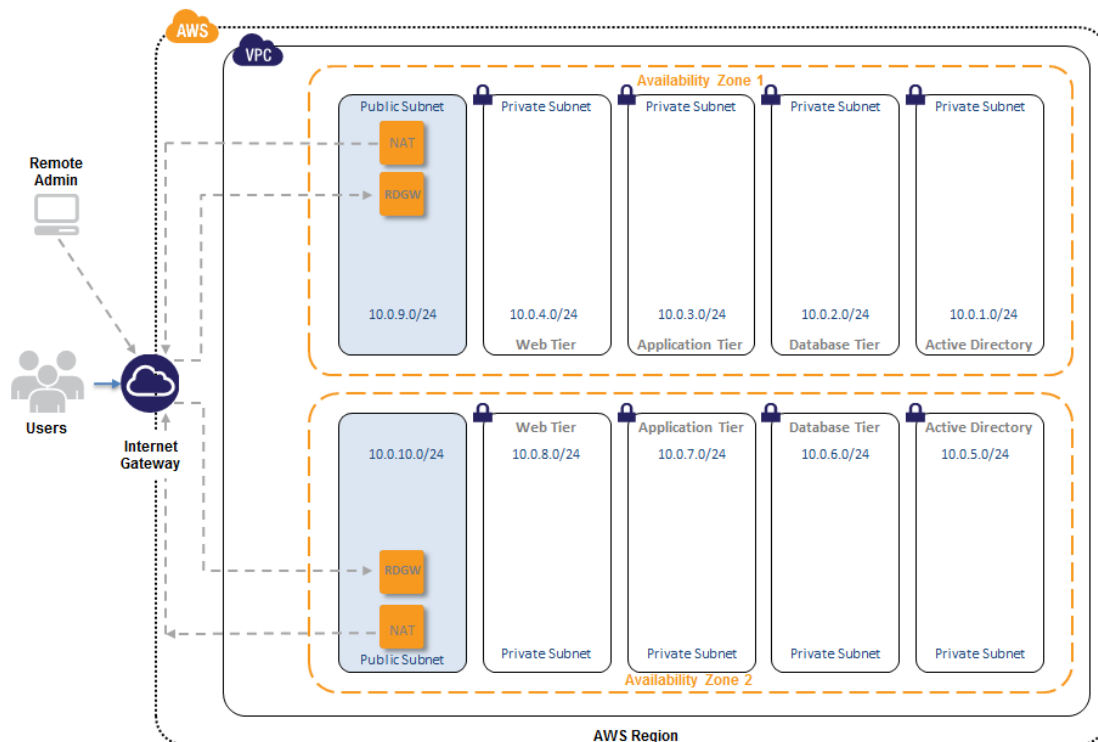 AWS
VPC
Availability Zone 1
Public Subnet
Private Subnet
Private Subnet
Private Subnet
Private Subnet
NAT
RDGW
Remote
Admin
10.0.9.0/24
10.0.4.0/24
10.0.3.0/24
10.0.2.0/24
10.0.1.0/24
Web Tier
Application Tier
Database Tier
Active Directory
Users
Internet
Gateway
Web Tier
Application Tier
Database Tier
Active Directory
10.0.10.0/24
10.0.8.0/24
10.0.7.0/24
10.0.6.0/24
10.0.5.0/24
RDGW
NAT
Public Subnet
Private Subnet
Private Subnet
Private Subnet
Private Subnet
Availability Zone 2
AWS Region